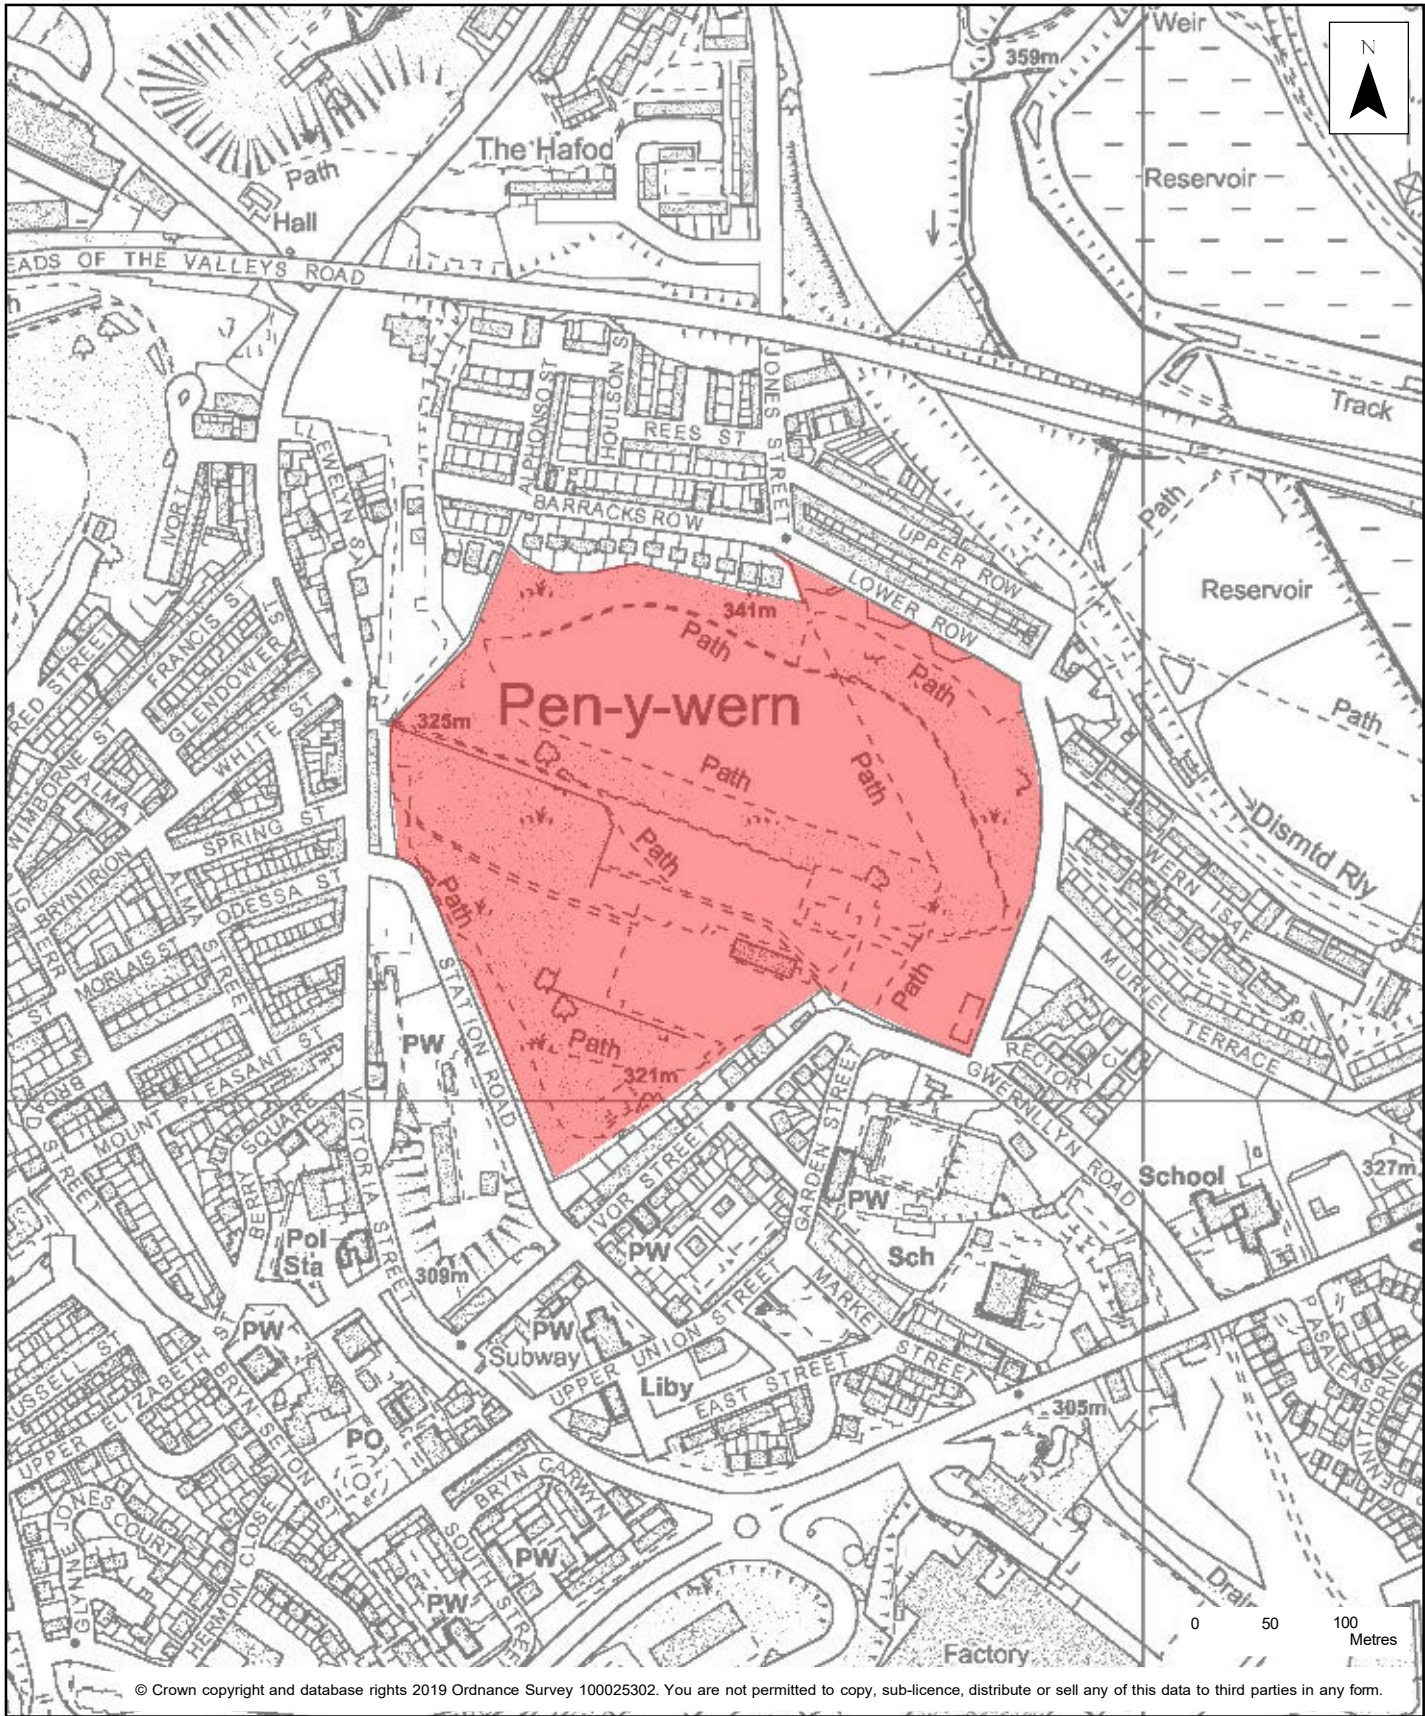 Weir
N
359m
The Hafod
Reservoir
Path
Hall
EADS OF THE VALLEYS ROAD
JONES STREET
ALPHONSO ST
HOULSON S
REES ST
Track
BARRACKS ROW
EWELYN S
IVOR
UPPER ROW
Path
LOWER ROW
Reservoir
341m
Path
Path
FRANCIS S
GLENDOWER ST
RED STREET
WHITE ST
Pen-y-wern
325m
Path
WIMBORNE ST
ALMA
Path
Path
SPRING ST
Dismtd Rly
BRYNTIRION
ODESSA ST
Path
WERN ISAF
Path
MORLAIS ST
STREET
STATION ROAD
Path
MURIEL TERRACE
PW
PLEASANT ST
MOUNT
Path
321m
RECTORY CL
GWERNLLYN ROAD
BROAD STREET
BERRY SQUARE
VICTORIA STREET
GARDEN STREET
School
327m
IVOR STREET
PW
PW
Sch
Pol
Sta
309m
MARKET STREET
PW
PW
Subway
UPPER UNION STREET
Liby
EAST STREET
USSELL ST
UPPER ELIZABETH S
BRYN SETON ST
305m
PO
BRYN CARWYN
GLYNNE JONES
COURT
HERMON CLOSE
SOUTH STREE
PW
PW
Drain
Factory
0 50 100
Metres
© Crown copyright and database rights 2019 Ordnance Survey 100025302. You are not permitted to copy, sub-licence, distribute or sell any of this data to third parties in any form.